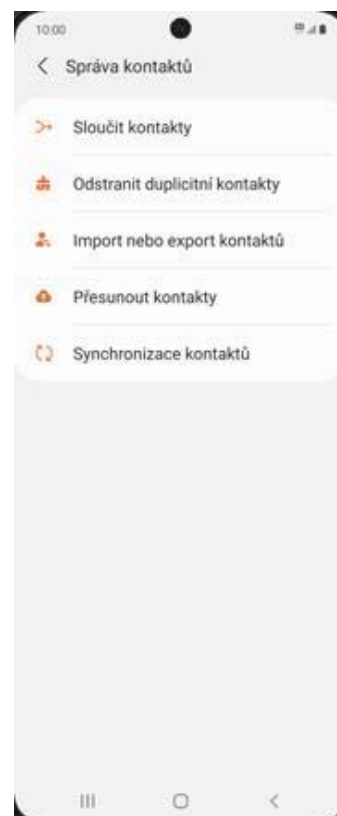 10:00
Správa kontaktů
Sloučit kontakty
Odstranit duplicitní kontakty
Import nebo export kontaktů
Přesunout kontakty
Synchronizace kontaktů